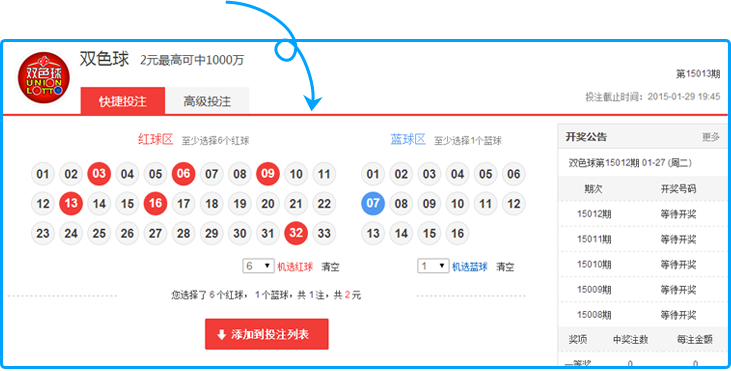 双色球 2元最高可中1000万
双色球
UNION
LOTTO
第15013期
快捷投注 高级投注
投注截止时间：2015-01-29 19:45
红球区 至少选择6个红球
蓝球区 至少选择1个蓝球
开奖公告 更多
01 02 03 04 05 06 07 08 09 10 11
12 13 14 15 16 17 18 19 20 21 22
23 24 25 26 27 28 29 30 31 32 33
01 02 03 04 05 06
07 08 09 10 11 12
13 14 15 16
双色球第15012期 01-27 (周二)
期次 开奖号码
15012期 等待开奖
15011期 等待开奖
15010期 等待开奖
15009期 等待开奖
15008期 等待开奖
奖项 中奖注数 每注金额
一等奖 0 0
6 机选红球 清空
1 机选蓝球 清空
您选择了 6 个红球， 1 个蓝球，共 1 注，共 2 元
添加到投注列表